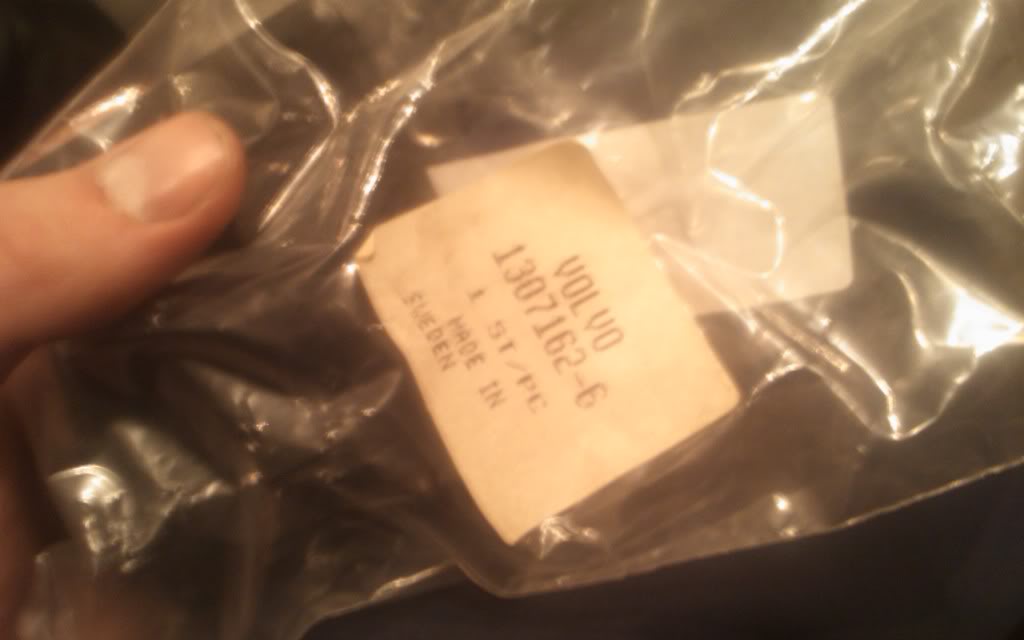 VOLVO
1307162-6
1 ST/PC
MADE IN
SWEDEN